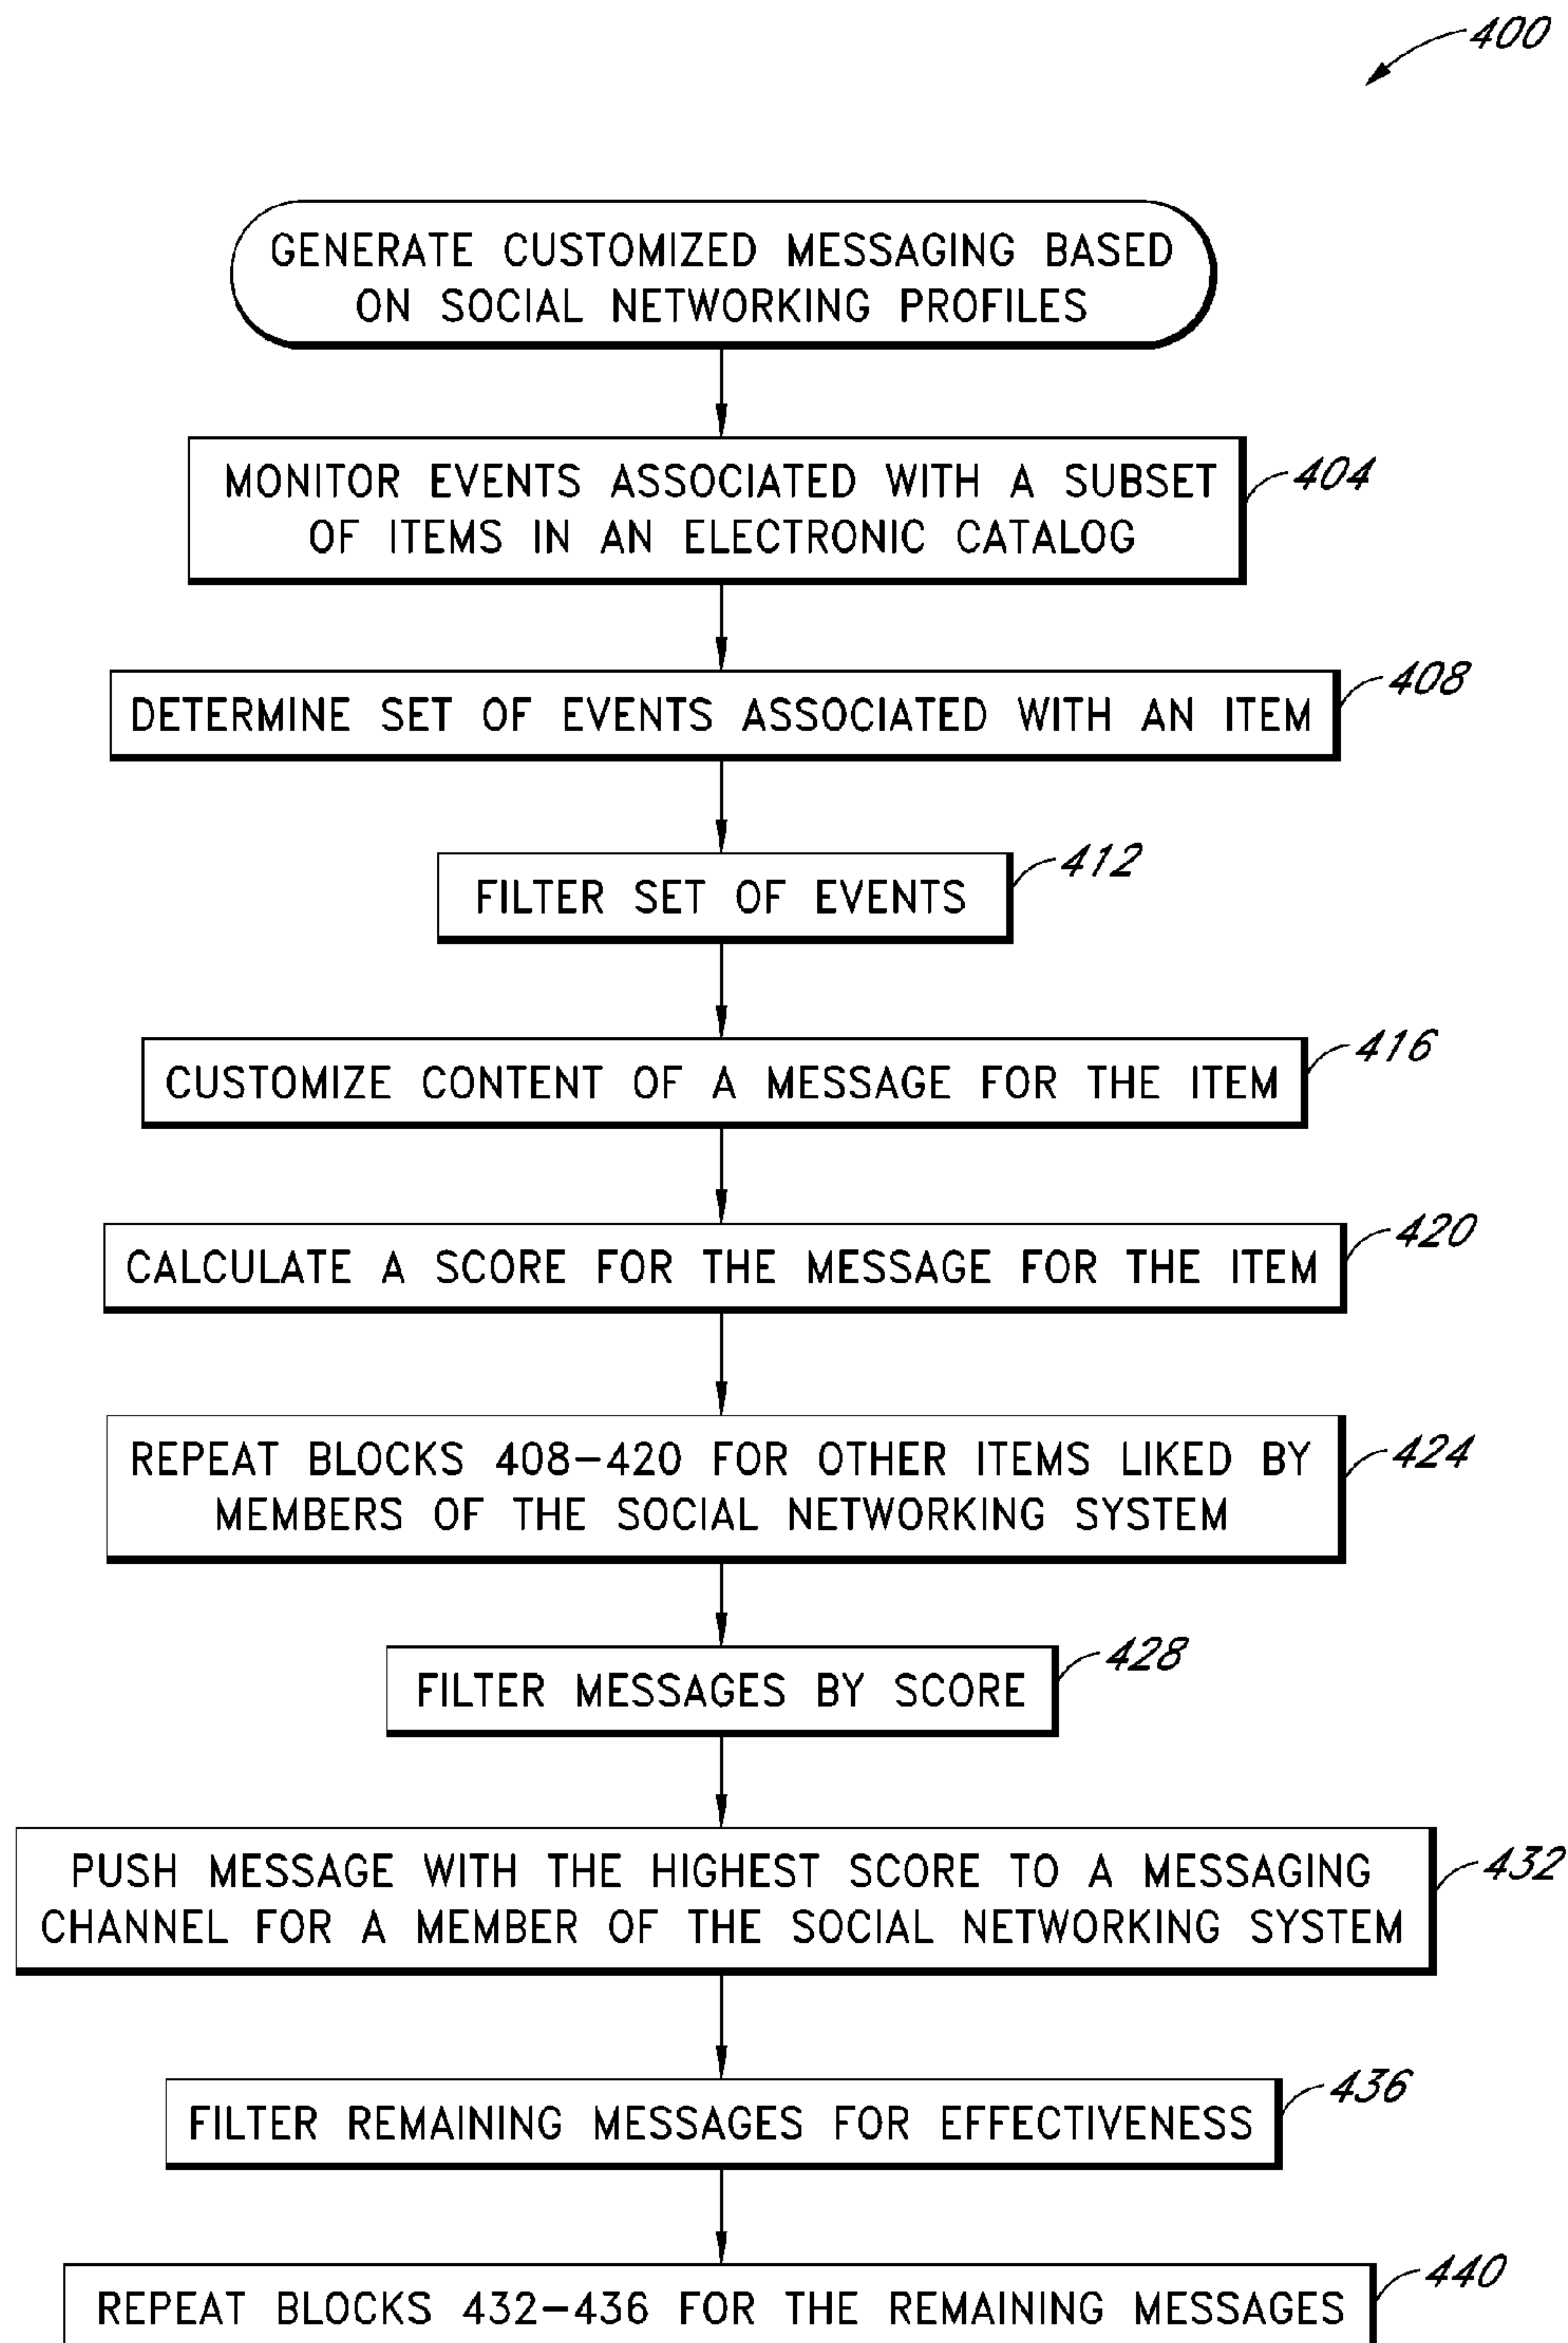 400
GENERATE CUSTOMIZED MESSAGING BASED
ON SOCIAL NETWORKING PROFILES
MONITOR EVENTS ASSOCIATED WITH A SUBSET
OF ITEMS IN AN ELECTRONIC CATALOG
404
DETERMINE SET OF EVENTS ASSOCIATED WITH AN ITEM
408
FILTER SET OF EVENTS
412
CUSTOMIZE CONTENT OF A MESSAGE FOR THE ITEM
416
CALCULATE A SCORE FOR THE MESSAGE FOR THE ITEM
420
REPEAT BLOCKS 408-420 FOR OTHER ITEMS LIKED BY
MEMBERS OF THE SOCIAL NETWORKING SYSTEM
424
FILTER MESSAGES BY SCORE
428
PUSH MESSAGE WITH THE HIGHEST SCORE TO A MESSAGING
CHANNEL FOR A MEMBER OF THE SOCIAL NETWORKING SYSTEM
432
FILTER REMAINING MESSAGES FOR EFFECTIVENESS
436
REPEAT BLOCKS 432-436 FOR THE REMAINING MESSAGES
440